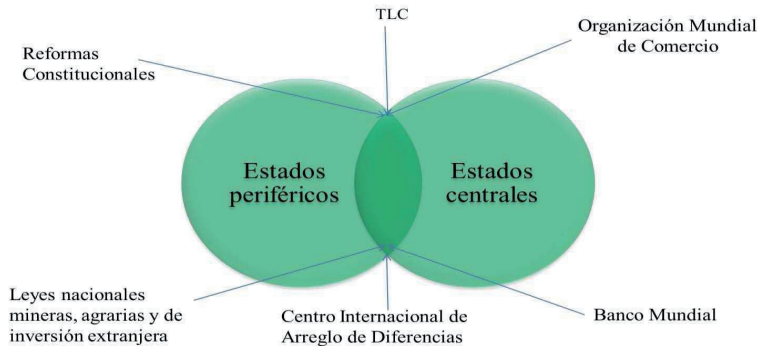 TLC
Organización Mundial
de Comercio
Reformas
Constitucionales
Estados
periféricos
Estados
centrales
Leyes nacionales
mineras, agrarias y de
inversión extranjera
Centro Internacional de
Arreglo de Diferencias
Banco Mundial